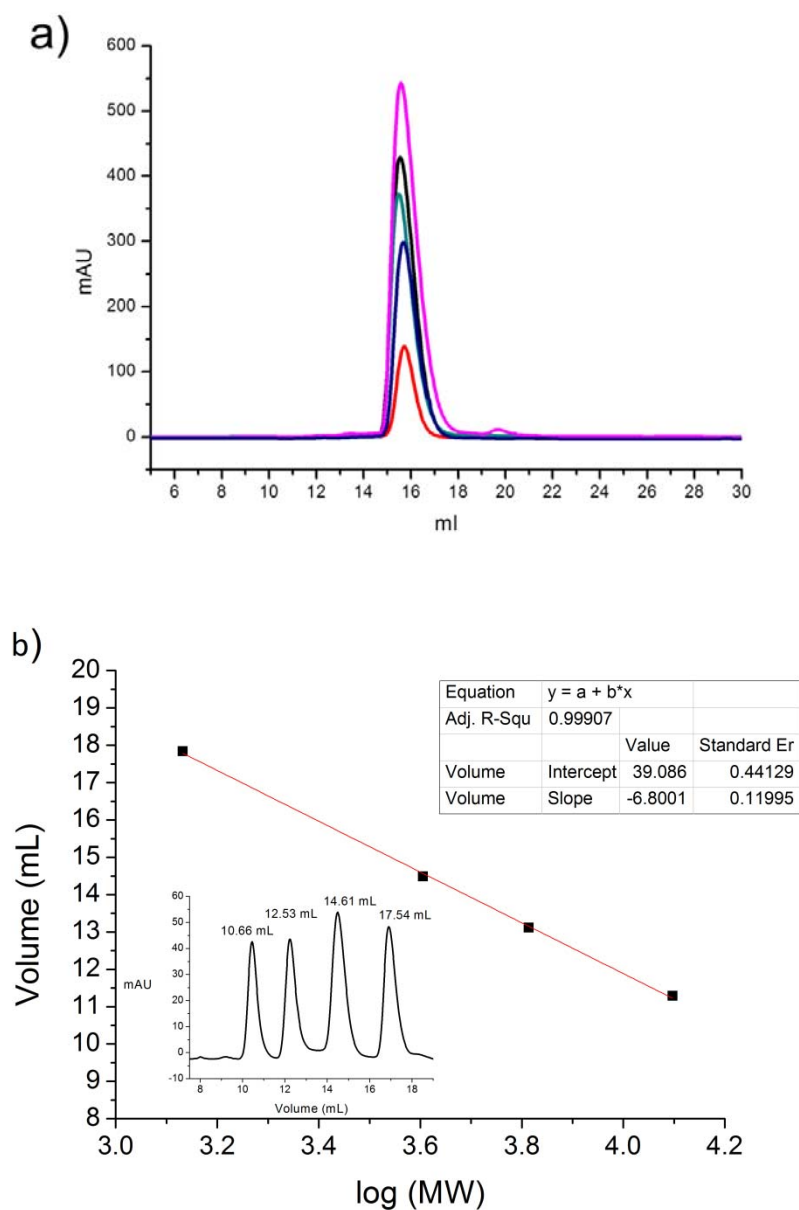 a)
600
500
400
300
200
100
0
mAU
6 8 10 12 14 16 18 20 22 24 26 28 30
ml
b)
20
19
18
17
16
15
14
13
12
11
10
9
8
Volume (mL)
Equation y = a + b*x
Adj. R-Squ 0.99907
Value Standard Er
Volume Intercept 39.086 0.44129
Volume Slope -6.8001 0.11995
60
50
40
30
20
10
0
-10
mAU
10.66 mL 12.53 mL 14.61 mL 17.54 mL
8 10 12 14 16 18
Volume (mL)
3.0 3.2 3.4 3.6 3.8 4.0 4.2
log (MW)